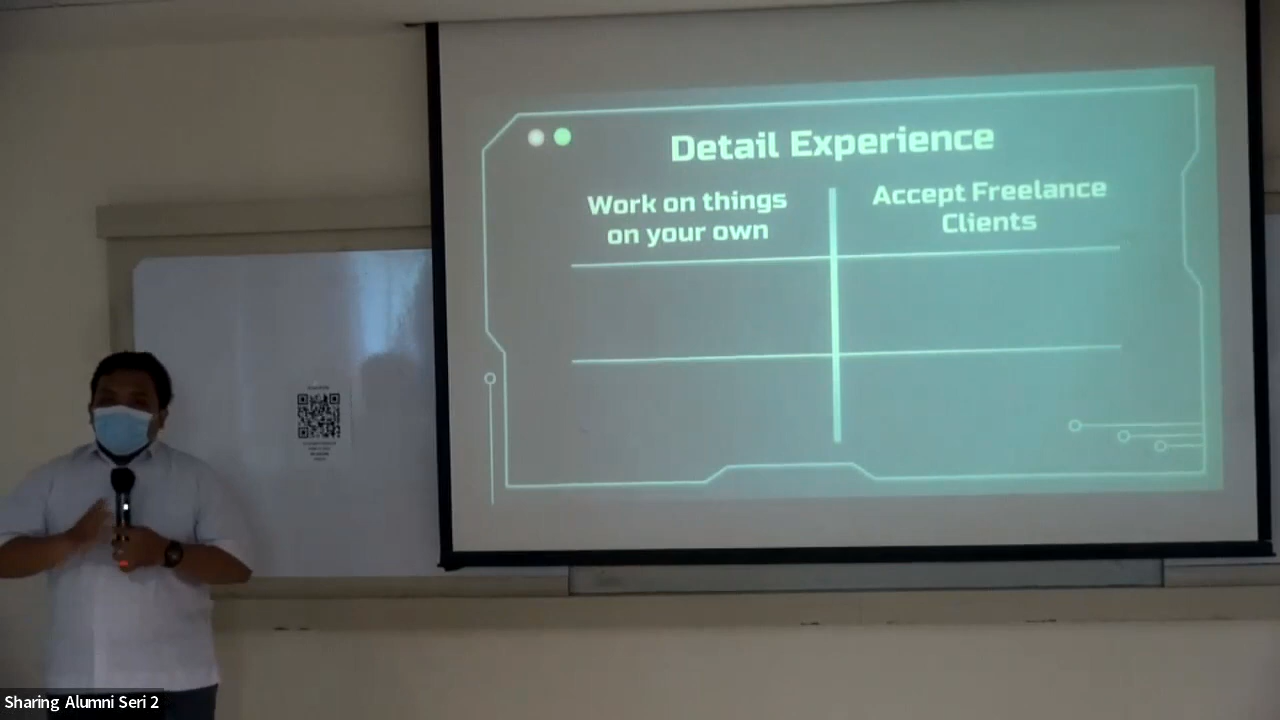 Detail Experience
Work on things
on your own
Accept Freelance
Clients
Sharing Alumni Seri 2